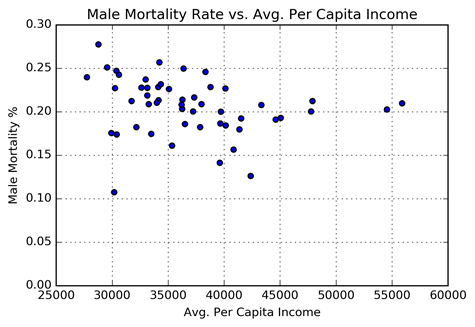 Male Mortality Rate vs. Avg. Per Capita Income
0.30
0.25
0.20
0.15
0.10
0.05
0.00
Male Mortality %
25000 30000 35000 40000 45000 50000 55000 60000
Avg. Per Capita Income